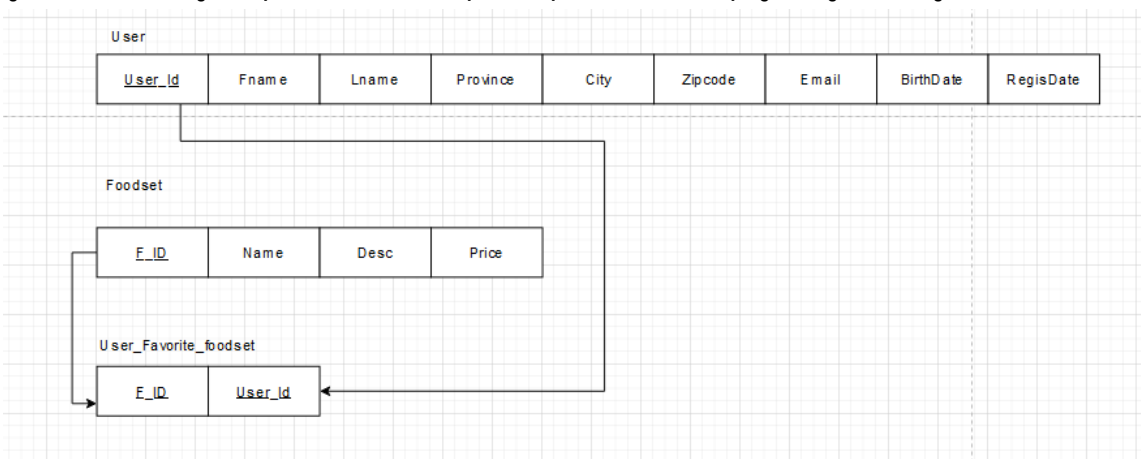 User
User_Id Fname Lname Province City Zipcode Email BirthDate RegisDate
Foodset
F_ID Name Desc Price
User_Favorite_foodset
F_ID User_Id